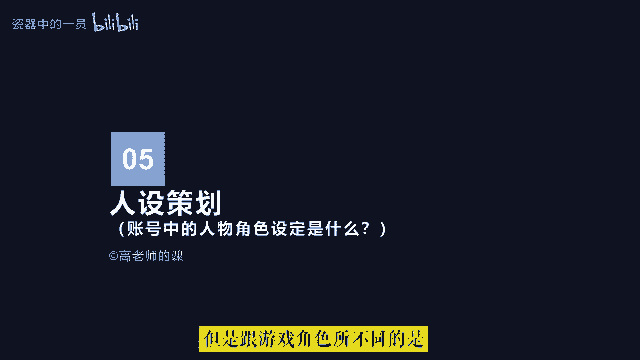 瓷器中的一员 bilibili
05
人设策划
（账号中的人物角色设定是什么？）
©高老师的课
但是跟游戏角色所不同的是